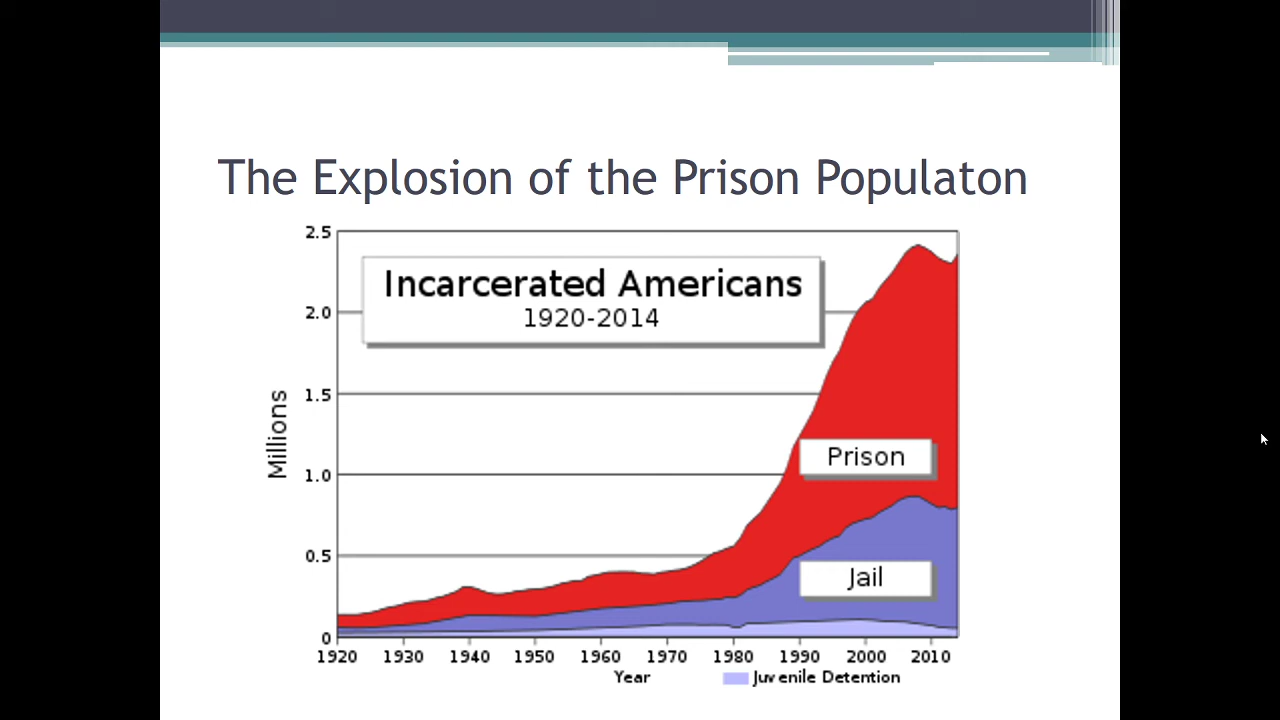 The Explosion of the Prison Populaton
Incarcerated Americans
1920-2014
2.5
2.0
1.5
1.0
0.5
0
Millions
Prison
Jail
1920 1930 1940 1950 1960 1970 1980 1990 2000 2010
Year
Juvenile Detention